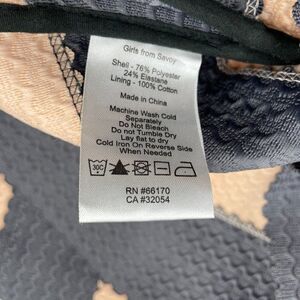 Girls from Savoy
Shell - 76% Polyester
24% Elastane
Lining - 100% Cotton
Made in China
Machine Wash Cold
Separately
Do Not Bleach
Do not Tumble Dry
Lay flat to dry
Cold Iron On Reverse Side
When Needed
30C
RN #66170
CA #32054